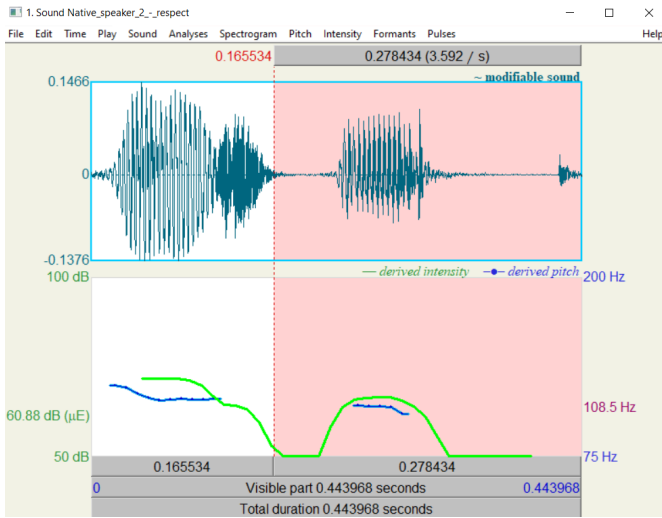 1. Sound Native_speaker_2_-_respect
File Edit Time Play Sound Analyses Spectrogram Pitch Intensity Formants Pulses Help
0.165534 0.278434 (3.592 / s)
0.1466 ~ modifiable sound
0
-0.1376
100 dB derived intensity derived pitch 200 Hz
60.88 dB (µE) 108.5 Hz
50 dB 75 Hz
0.165534 0.278434
0 Visible part 0.443968 seconds 0.443968
Total duration 0.443968 seconds